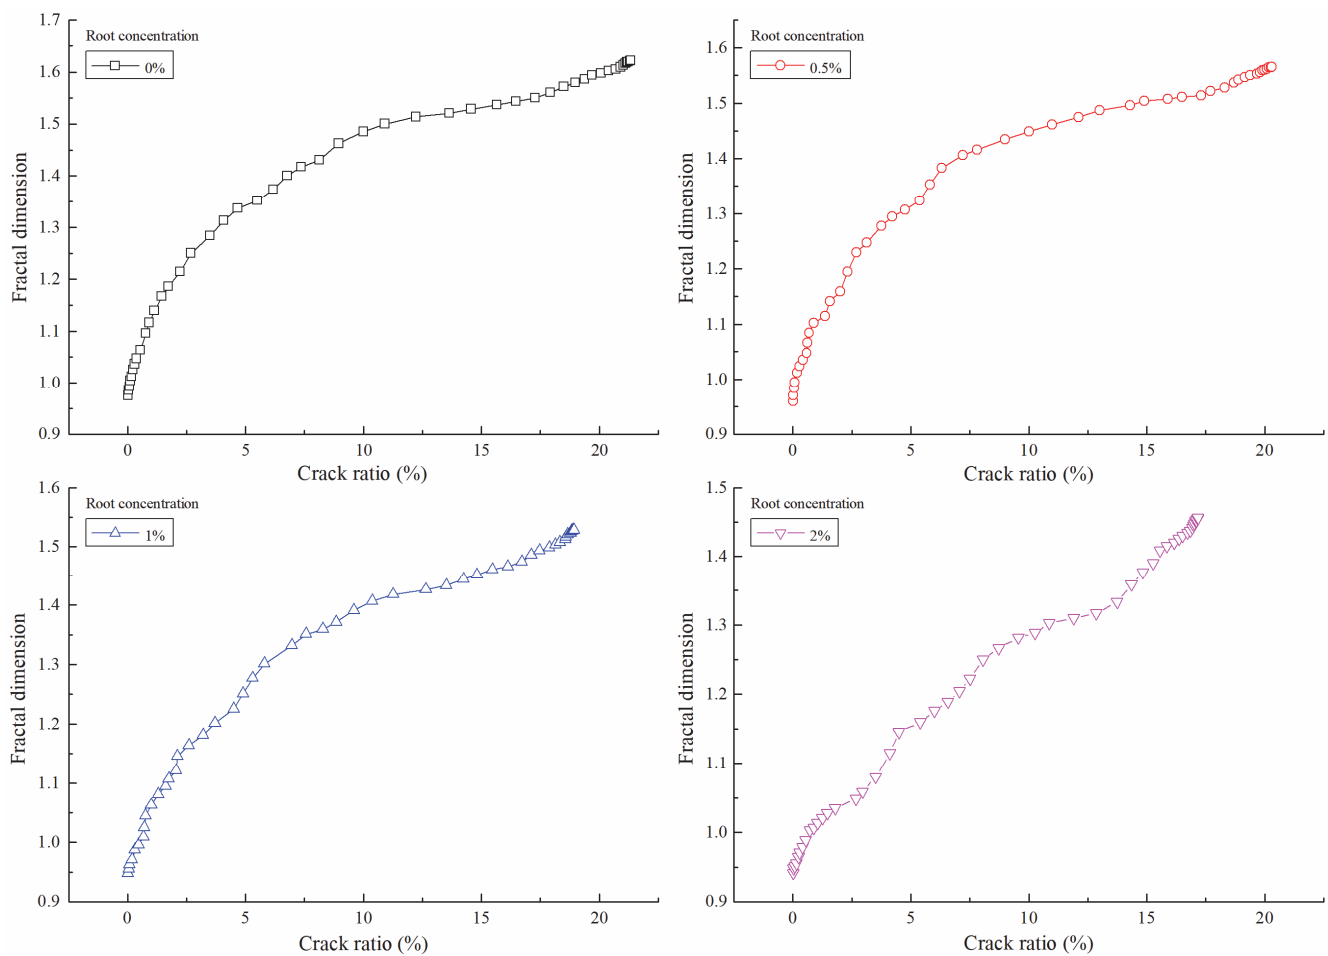 Root concentration
0%
1.7
1.6
1.5
1.4
1.3
1.2
1.1
1.0
0.9
Fractal dimension
0 5 10 15 20
Crack ratio (%)
Root concentration
0.5%
1.6
1.5
1.4
1.3
1.2
1.1
1.0
0.9
Fractal dimension
0 5 10 15 20
Crack ratio (%)
Root concentration
1%
1.6
1.5
1.4
1.3
1.2
1.1
1.0
0.9
Fractal dimension
0 5 10 15 20
Crack ratio (%)
Root concentration
2%
1.5
1.4
1.3
1.2
1.1
1.0
0.9
Fractal dimension
0 5 10 15 20
Crack ratio (%)